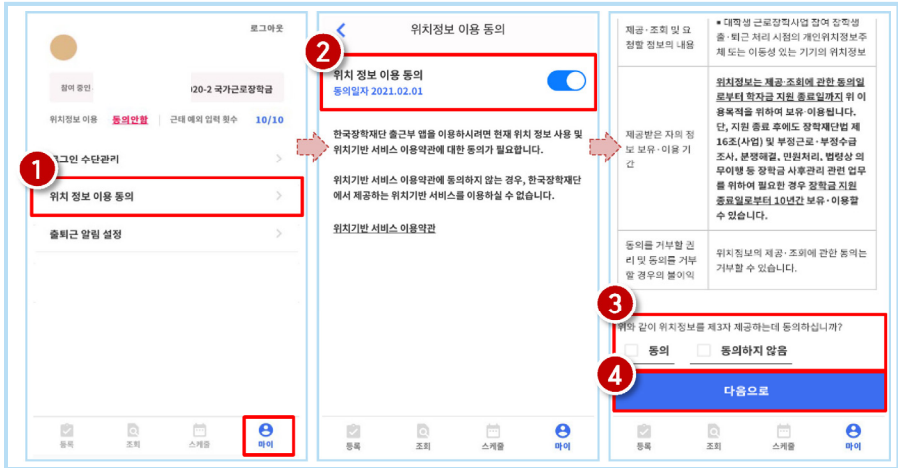 로그아웃
참여 중인
)20-2 국가근로장학금
위치정보 이용 동의안함 근태 예외 입력 횟수 10/10
1
그인 수단관리
위치 정보 이용 동의
출퇴근 알림 설정
등록 조회 스케줄 마이
위치정보 이용 동의
2
위치 정보 이용 동의
동의일자 2021.02.01
한국장학재단 출근부 앱을 이용하시려면 현재 위치 정보 사용 및
위치기반 서비스 이용약관에 대한 동의가 필요합니다.
위치기반 서비스 이용약관에 동의하지 않는 경우, 한국장학재단
에서 제공하는 위치기반 서비스를 이용하실 수 없습니다.
위치기반 서비스 이용약관
등록 조회 스케줄 마이
제공·조회 및 요
청할 정보의 내용
• 대학생 근로장학사업 참여 장학생
출·퇴근 처리 시점의 개인위치정보주
체 또는 이동성 있는 기기의 위치정보
제공받은 자의 정
보 보유·이용 기
간
위치정보는 제공·조회에 관한 동의일
로부터 학자금 지원 종료일까지 위 이
용목적을 위하여 보유·이용됩니다.
단, 지원 종료 후에도 장학재단법 제
16조(사업) 및 부정근로·부정수급
조사, 분쟁해결, 민원처리, 법령상 의
무이행 등 장학금 사후관리 관련 업무
를 위하여 필요한 경우 장학금 지원
종료일로부터 10년간 보유·이용할
수 있습니다.
동의를 거부할 권
리 및 동의를 거부
할 경우의 불이익
위치정보의 제공·조회에 관한 동의는
거부할 수 있습니다.
3
위와 같이 위치정보를 제3자 제공하는데 동의하십니까?
동의 동의하지 않음
4
다음으로
등록 조회 스케줄 마이